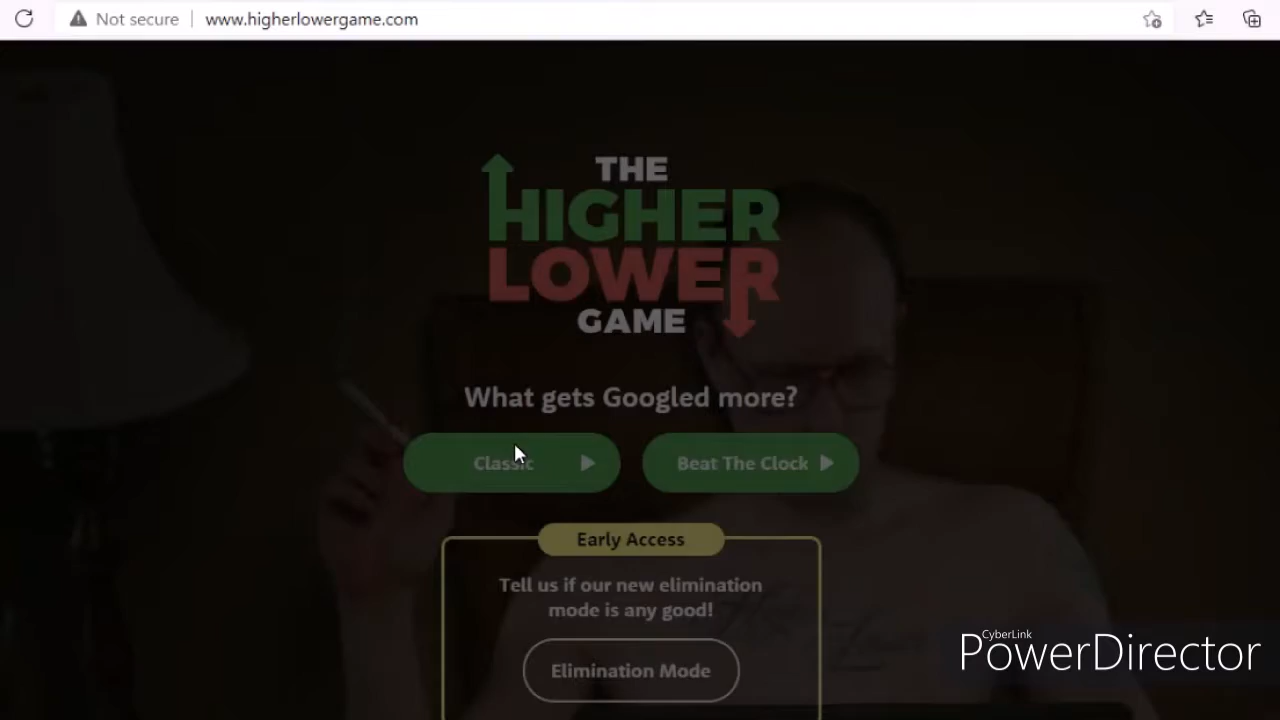 Not secure
www.higherlowergame.com
THE
HIGHER
LOWER
GAME
What gets Googled more?
Classic
Beat The Clock
Early Access
Tell us if our new elimination
mode is any good!
Elimination Mode
CyberLink
PowerDirector